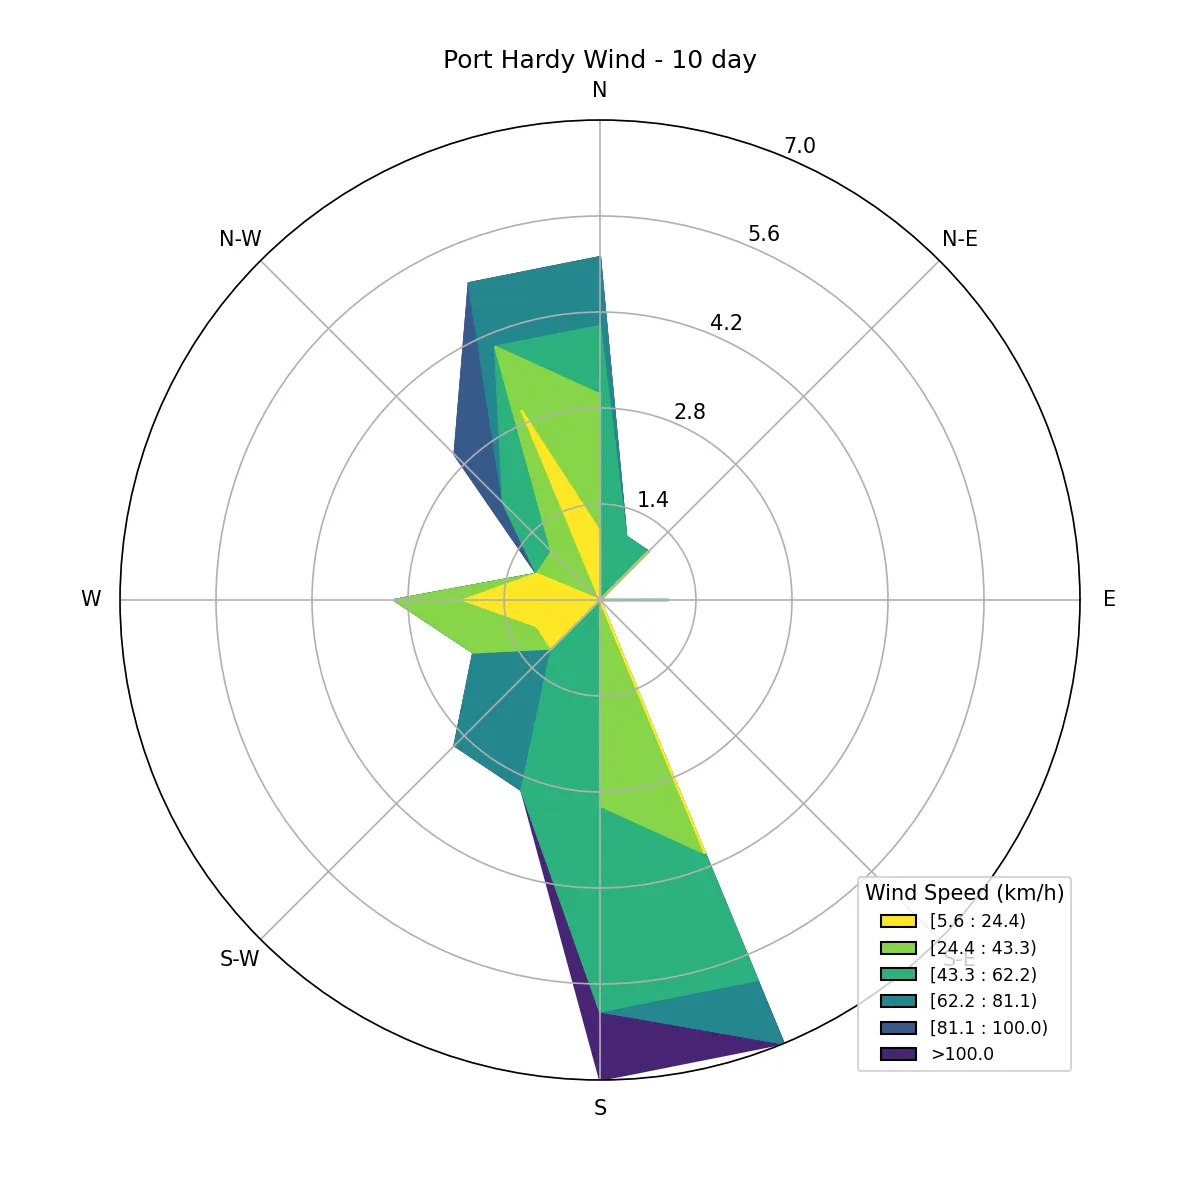 Port Hardy Wind - 10 day
N
7.0
N-W
5.6
N-E
4.2
2.8
1.4
W
E
S-W
S-E
S
Wind Speed (km/h)
[5.6 : 24.4)
[24.4 : 43.3)
[43.3 : 62.2)
[62.2 : 81.1)
[81.1 : 100.0)
>100.0